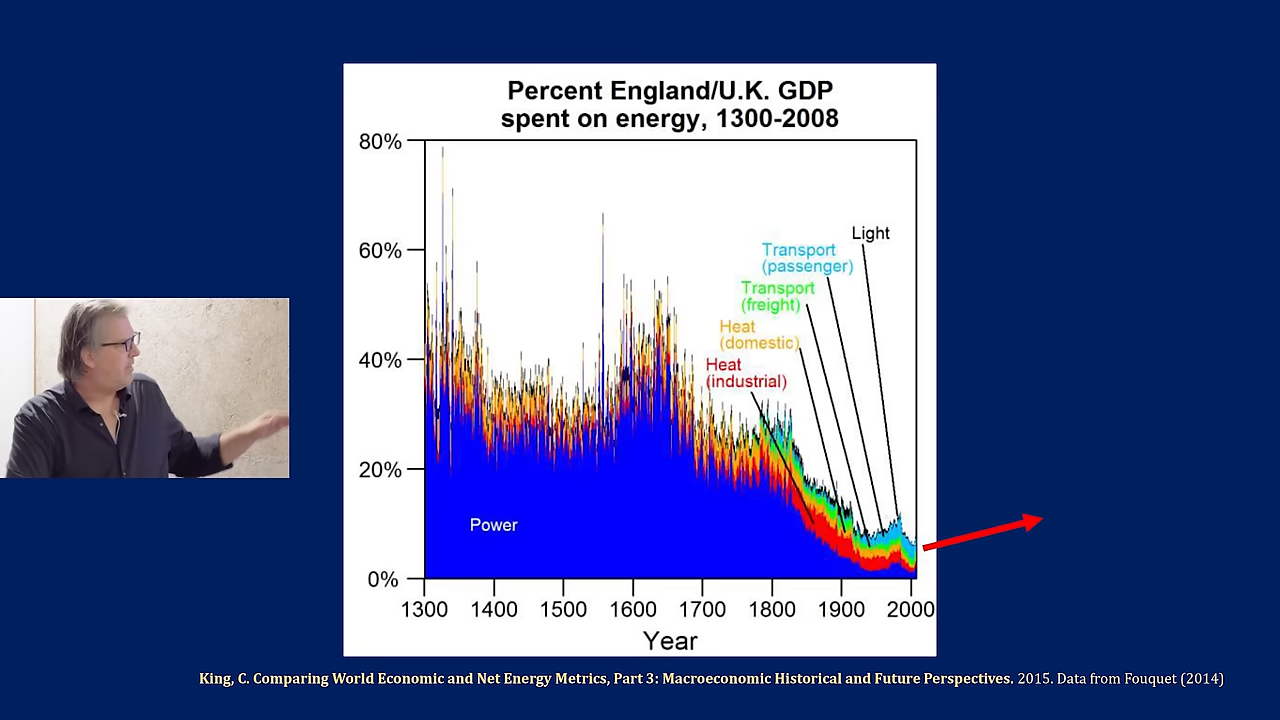 Percent England/U.K. GDP
spent on energy, 1300-2008
80%
60%
40%
20%
0%
Light
Transport
(passenger)
Transport
(freight)
Heat
(domestic)
Heat
(industrial)
Power
1300 1400 1500 1600 1700 1800 1900 2000
Year
King, C. Comparing World Economic and Net Energy Metrics, Part 3: Macroeconomic Historical and Future Perspectives. 2015. Data from Fouquet (2014)